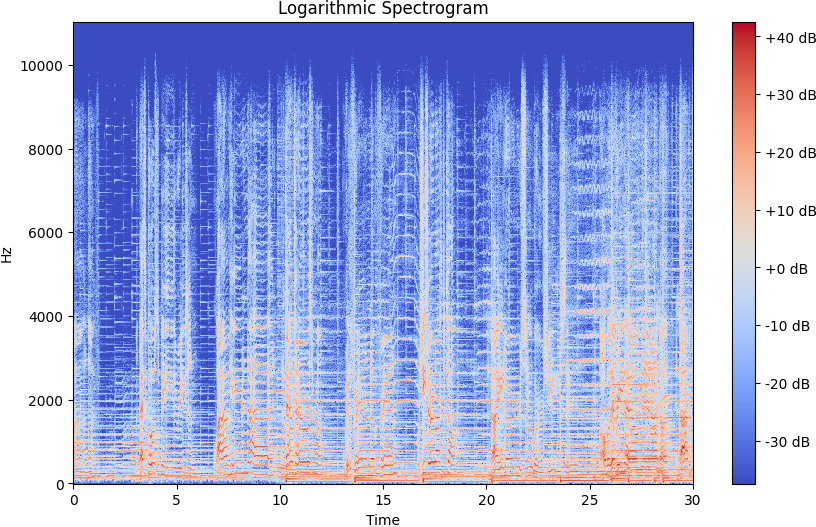 Logarithmic Spectrogram
Hz
10000
8000
6000
4000
2000
0
0 5 10 15 20 25 30
Time
+40 dB
+30 dB
+20 dB
+10 dB
+0 dB
-10 dB
-20 dB
-30 dB